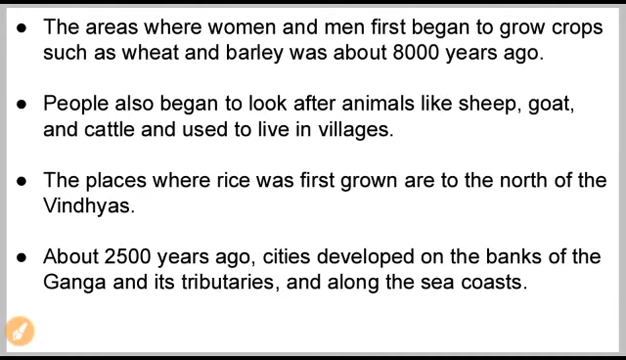 ● The areas where women and men first began to grow crops
such as wheat and barley was about 8000 years ago.
● People also began to look after animals like sheep, goat,
and cattle and used to live in villages.
● The places where rice was first grown are to the north of the
Vindhyas.
● About 2500 years ago, cities developed on the banks of the
Ganga and its tributaries, and along the sea coasts.